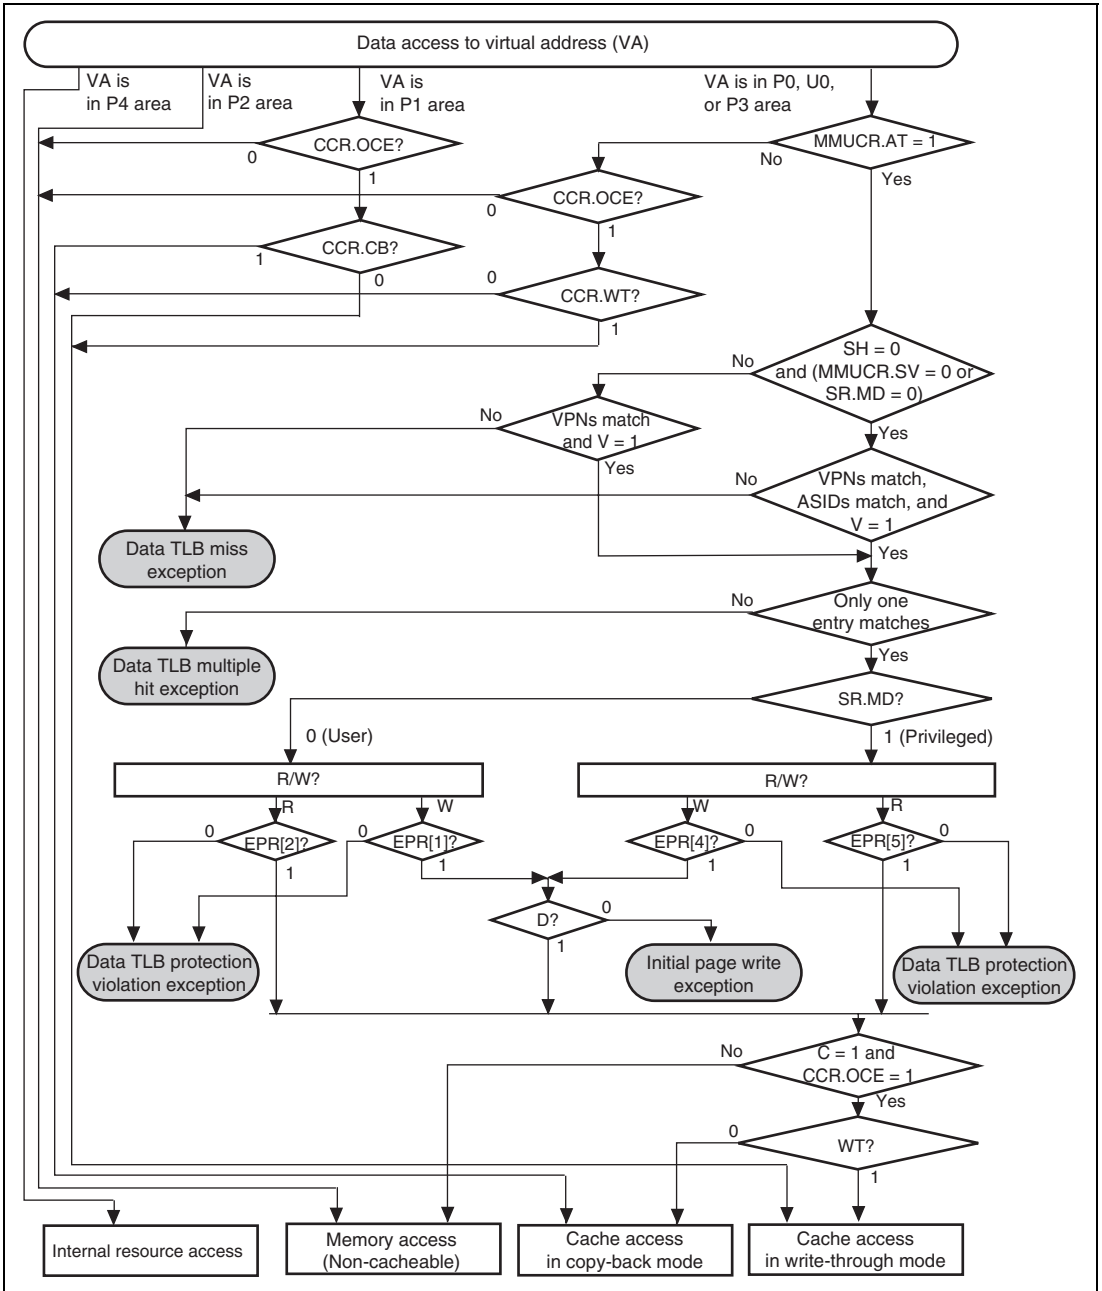 Data access to virtual address (VA)
VA is
in P4 area
VA is
in P2 area
VA is
in P1 area
VA is in P0, U0,
or P3 area
CCR.OCE?
0
1
MMUCR.AT = 1
No
Yes
CCR.OCE?
0
1
CCR.CB?
1
0
CCR.WT?
0
1
SH = 0
and (MMUCR.SV = 0 or
SR.MD = 0)
No
Yes
VPNs match
and V = 1
No
Yes
VPNs match,
ASIDs match, and
V = 1
No
Yes
Data TLB miss
exception
Only one
entry matches
No
Yes
Data TLB multiple
hit exception
SR.MD?
0 (User)
1 (Privileged)
R/W?
R/W?
R
W
W
R
EPR[2]?
0
1
EPR[1]?
0
1
EPR[4]?
0
1
EPR[5]?
0
1
D?
0
1
Data TLB protection
violation exception
Initial page write
exception
Data TLB protection
violation exception
C = 1 and
CCR.OCE = 1
No
Yes
WT?
0
1
Internal resource access
Memory access
(Non-cacheable)
Cache access
in copy-back mode
Cache access
in write-through mode